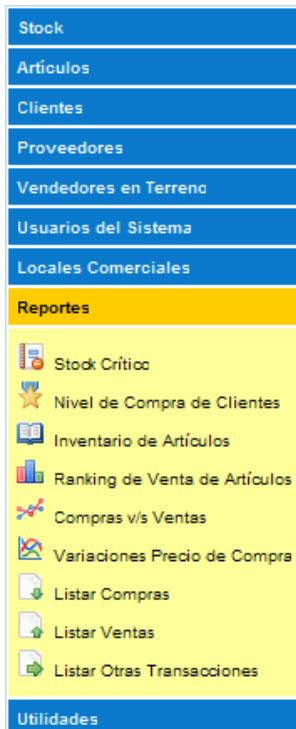 Stock
Artículos
Clientes
Proveedores
Vendedores en Terreno
Usuarios del Sistema
Locales Comerciales
Reportes
Stock Crítico
Nivel de Compra de Clientes
Inventario de Artículos
Ranking de Venta de Artículos
Compras v/s Ventas
Variaciones Precio de Compra
Listar Compras
Listar Ventas
Listar Otras Transacciones
Utilidades